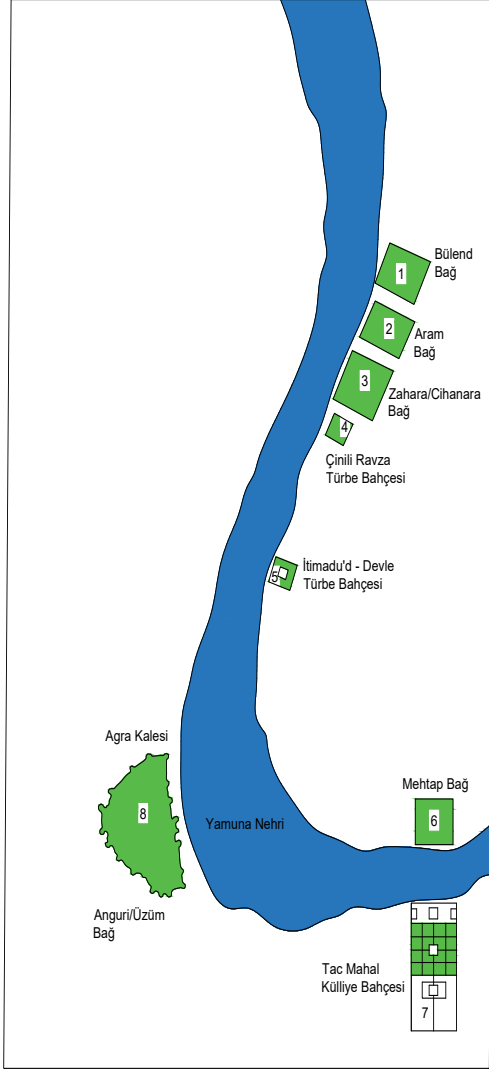 1
Bülend
Bağ
2
Aram
Bağ
3
Zahara/Cihanara
Bağ
4
Çinili Ravza
Türbe Bahçesi
5
İtimadu'd - Devle
Türbe Bahçesi
Agra Kalesi
8
Anguri/Üzüm
Bağ
Yamuna Nehri
Mehtap Bağ
6
Tac Mahal
Külliye Bahçesi
7